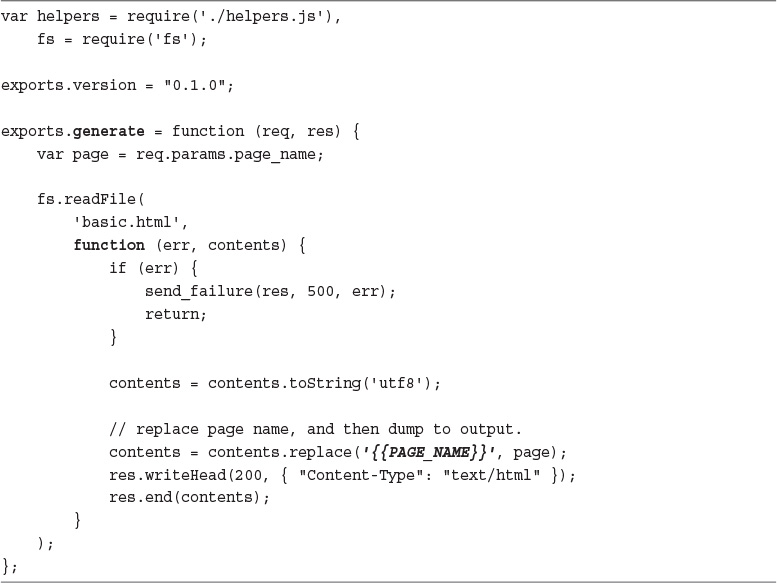 var helpers = require('./helpers.js'),
    fs = require('fs');

exports.version = "0.1.0";

exports.generate = function (req, res) {
    var page = req.params.page_name;

    fs.readFile(
        'basic.html',
        function (err, contents) {
            if (err) {
                send_failure(res, 500, err);
                return;
            }

            contents = contents.toString('utf8');

            // replace page name, and then dump to output.
            contents = contents.replace('{{PAGE_NAME}}', page);
            res.writeHead(200, { "Content-Type": "text/html" });
            res.end(contents);
        }
    );
};